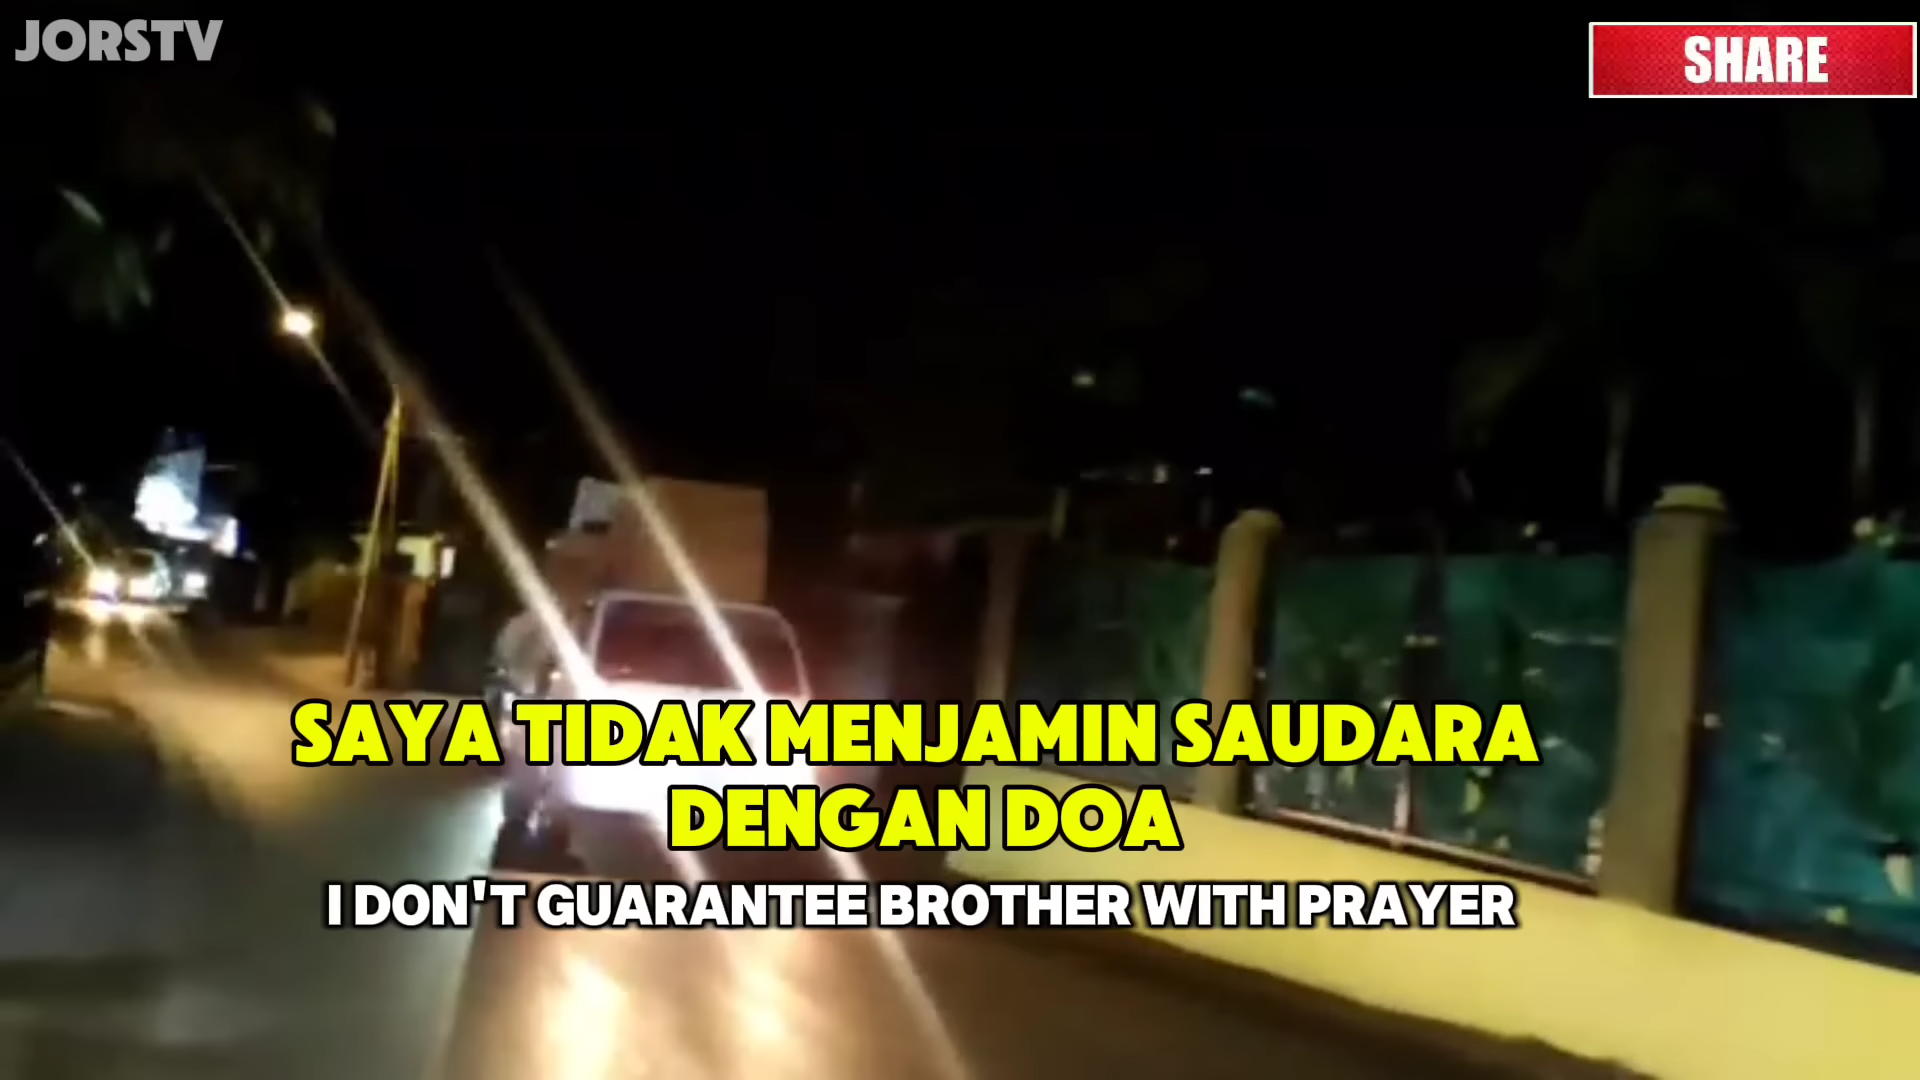 JORSTV
SHARE
SAYA TIDAK MENJAMIN SAUDARA
DENGAN DOA
I DON'T GUARANTEE BROTHER WITH PRAYER